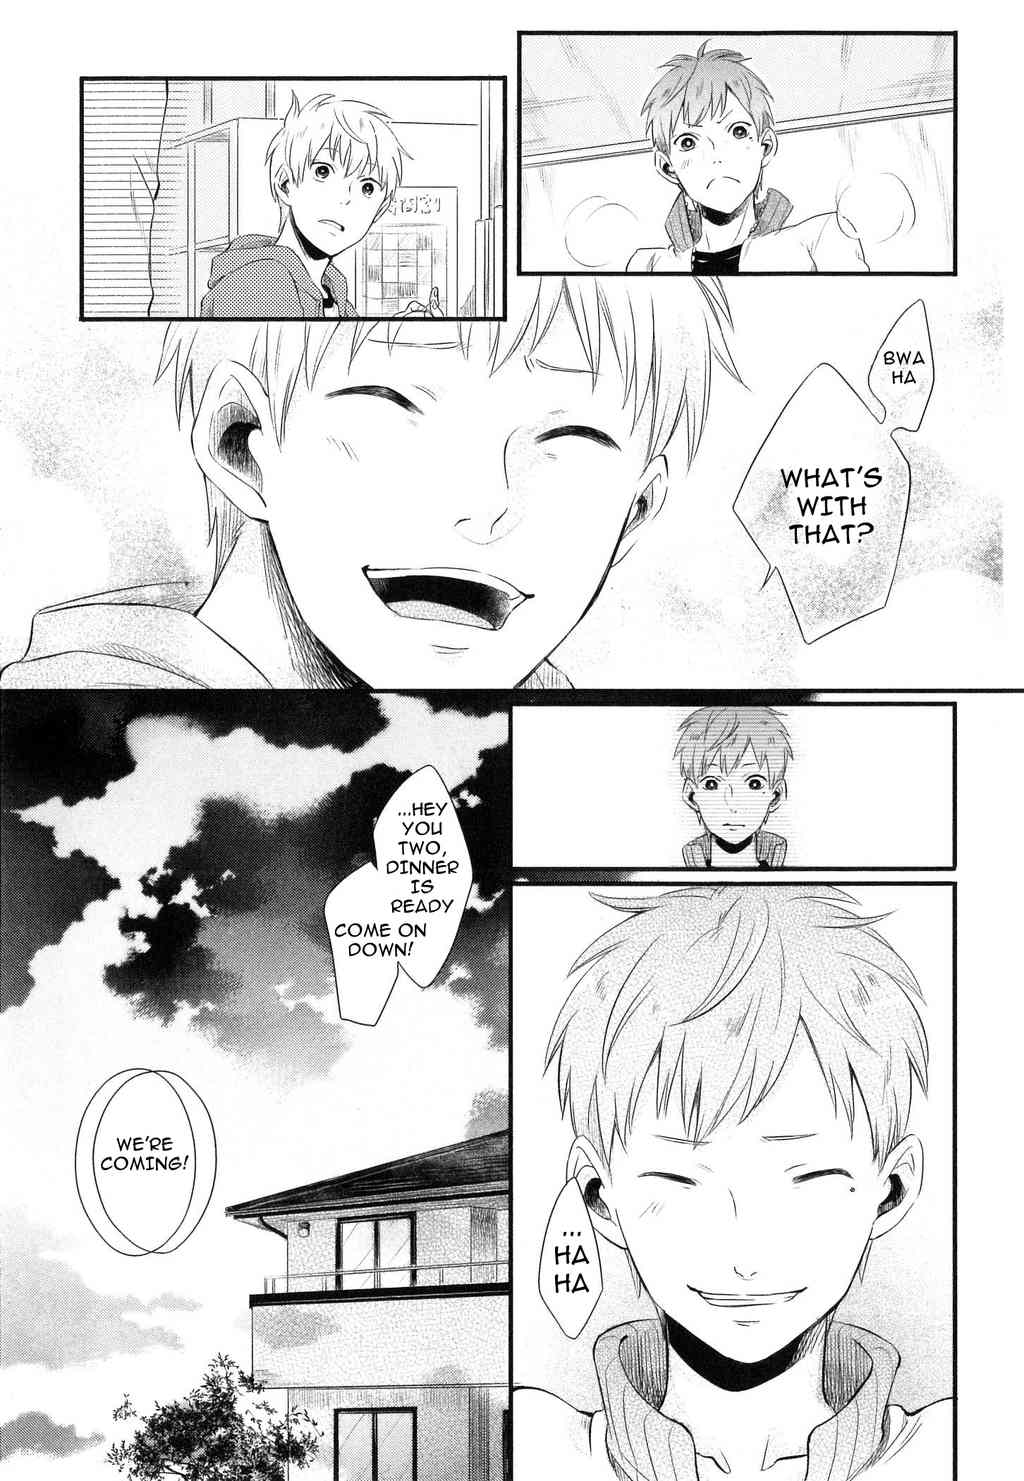 BWA
HA
WHAT'S
WITH
THAT?
...
HA
HA
...HEY
YOU
TWO,
DINNER
IS
READY
COME ON
DOWN!
WE'RE
COMING!